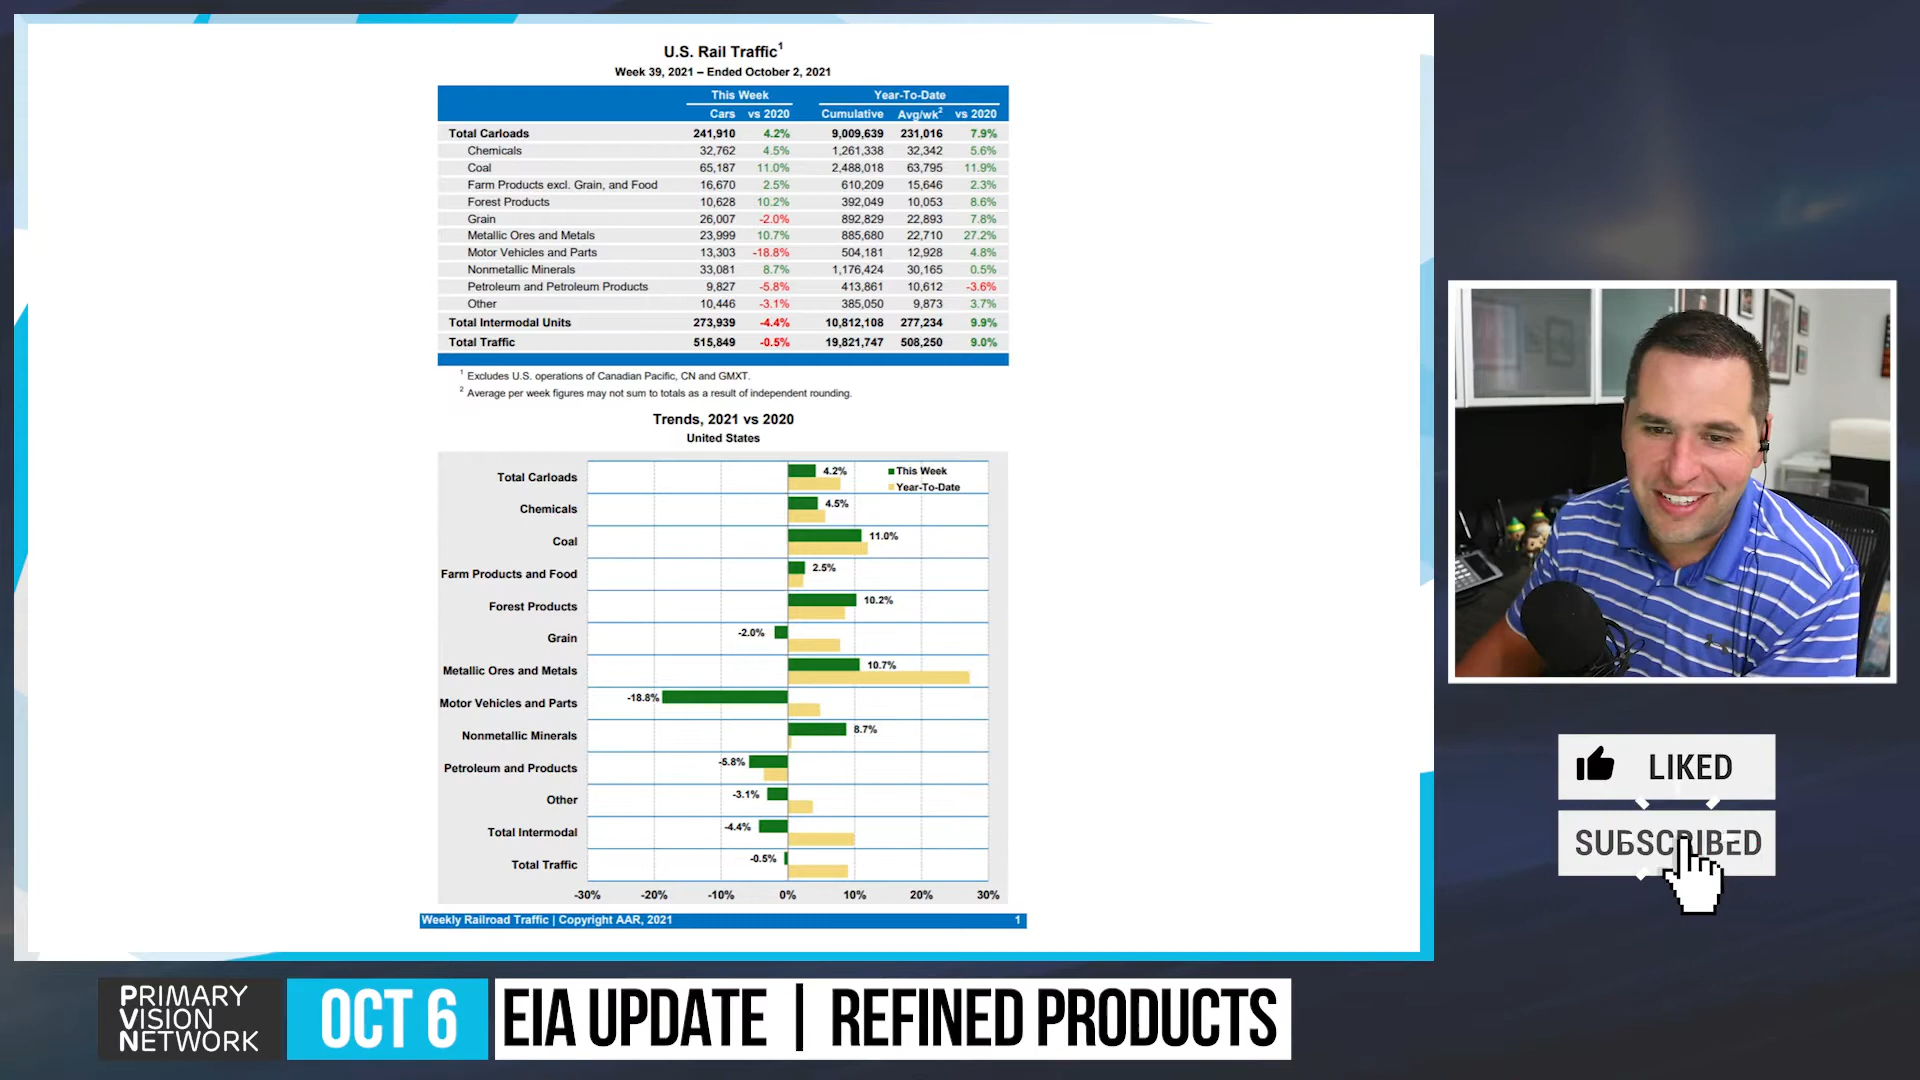 U.S. Rail Traffic1
Week 39, 2021 – Ended October 2, 2021
This Week Year-To-Date
Cars vs 2020 Cumulative Avg/wk2 vs 2020
Total Carloads 241,910 4.2% 9,009,639 231,016 7.9%
Chemicals 32,762 4.5% 1,261,338 32,342 5.6%
Coal 65,187 11.0% 2,488,018 63,795 11.9%
Farm Products excl. Grain, and Food 16,670 2.5% 610,209 15,646 2.3%
Forest Products 10,628 10.2% 392,049 10,053 8.6%
Grain 26,007 -2.0% 892,829 22,893 7.8%
Metallic Ores and Metals 23,999 10.7% 885,680 22,710 27.2%
Motor Vehicles and Parts 13,303 -18.8% 504,181 12,928 4.8%
Nonmetallic Minerals 33,081 8.7% 1,176,424 30,165 0.5%
Petroleum and Petroleum Products 9,827 -5.8% 413,861 10,612 -3.6%
Other 10,446 -3.1% 385,050 9,873 3.7%
Total Intermodal Units 273,939 -4.4% 10,812,108 277,234 9.9%
Total Traffic 515,849 -0.5% 19,821,747 508,250 9.0%
1 Excludes U.S. operations of Canadian Pacific, CN and GMXT.
2 Average per week figures may not sum to totals as a result of independent rounding.
Trends, 2021 vs 2020
United States
This Week
Year-To-Date
Total Carloads 4.2%
Chemicals 4.5%
Coal 11.0%
Farm Products and Food 2.5%
Forest Products 10.2%
Grain -2.0%
Metallic Ores and Metals 10.7%
Motor Vehicles and Parts -18.8%
Nonmetallic Minerals 8.7%
Petroleum and Products -5.8%
Other -3.1%
Total Intermodal -4.4%
Total Traffic -0.5%
-30% -20% -10% 0% 10% 20% 30%
Weekly Railroad Traffic | Copyright AAR, 2021 1
LIKED
SUBSCRIBED
PRIMARY
VISION
NETWORK
OCT 6
EIA UPDATE | REFINED PRODUCTS